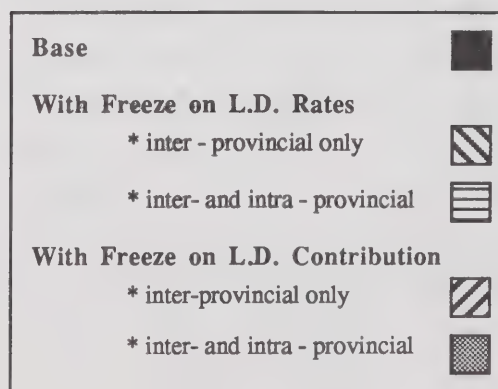 Base
With Freeze on L.D. Rates
* inter - provincial only
* inter- and intra - provincial
With Freeze on L.D. Contribution
* inter-provincial only
* inter- and intra - provincial